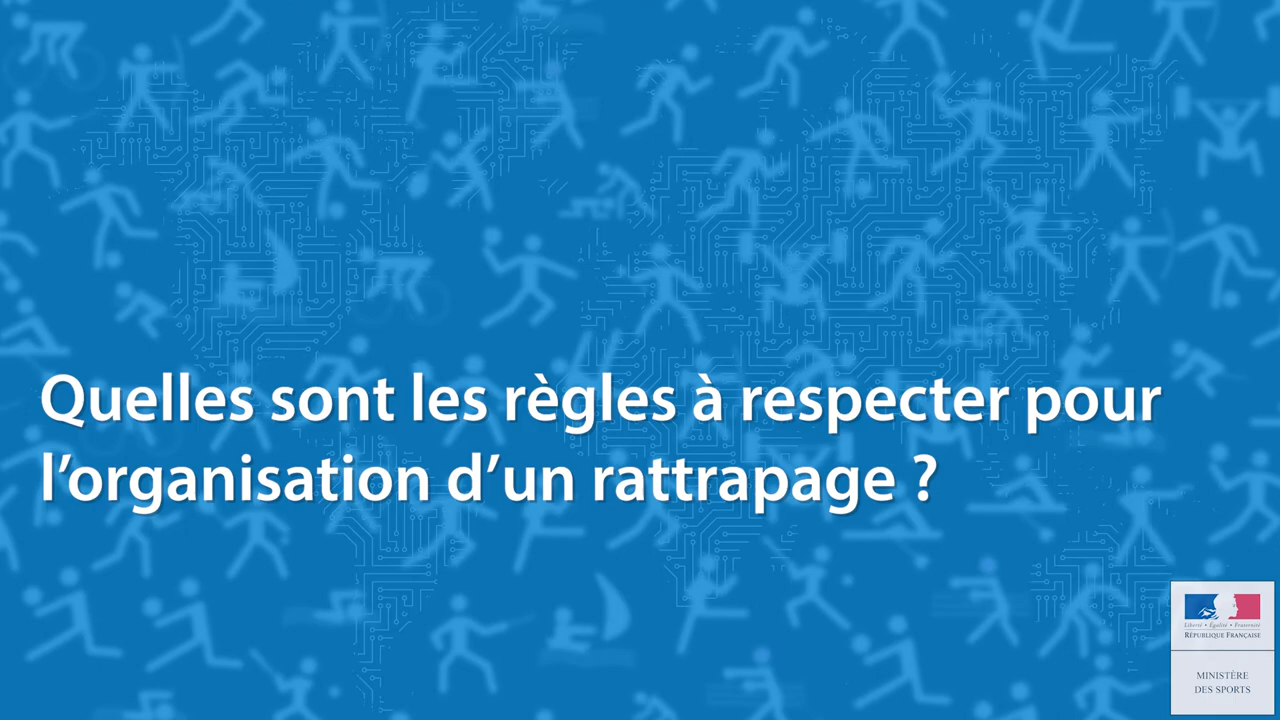 Quelles sont les règles à respecter pour
l’organisation d’un rattrapage ?
Liberté • Égalité • Fraternité
RÉPUBLIQUE FRANÇAISE
MINISTÈRE
DES SPORTS